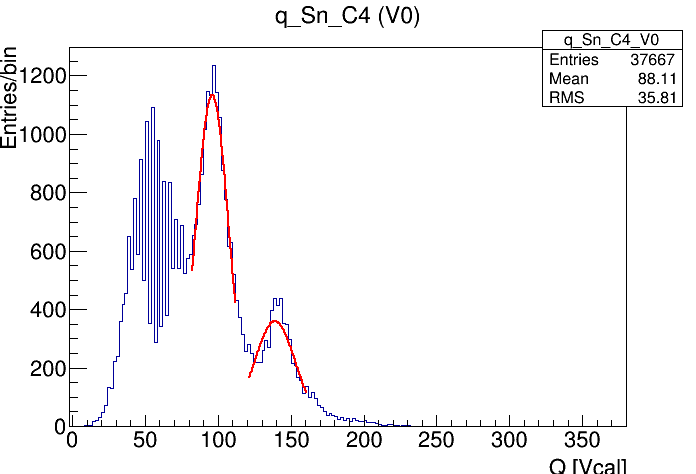 q_Sn_C4 (V0)
q_Sn_C4_V0
Entries 37667
Mean 88.11
RMS 35.81
Entries/bin
1200
1000
800
600
400
200
0
0 50 100 150 200 250 300 350
Q [Vcal]